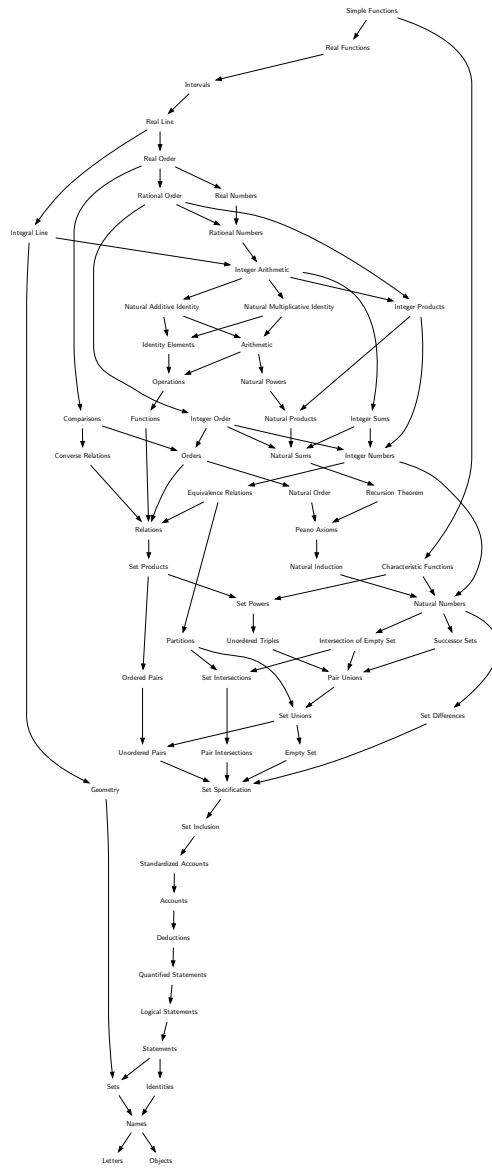 Simple Functions
Real Functions
Intervals
Real Line
Real Order
Rational Order
Real Numbers
Integral Line
Rational Numbers
Integer Arithmetic
Natural Additive Identity
Natural Multiplicative Identity
Integer Products
Identity Elements
Arithmetic
Operations
Natural Powers
Comparisons
Functions
Integer Order
Natural Products
Integer Sums
Converse Relations
Orders
Natural Sums
Integer Numbers
Equivalence Relations
Natural Order
Recursion Theorem
Relations
Peano Axioms
Set Products
Natural Induction
Characteristic Functions
Set Powers
Natural Numbers
Partitions
Unordered Triples
Intersection of Empty Set
Successor Sets
Ordered Pairs
Set Intersections
Pair Unions
Set Unions
Set Differences
Unordered Pairs
Pair Intersections
Empty Set
Geometry
Set Specification
Set Inclusion
Standardized Accounts
Accounts
Deductions
Quantified Statements
Logical Statements
Statements
Sets
Identities
Names
Letters
Objects